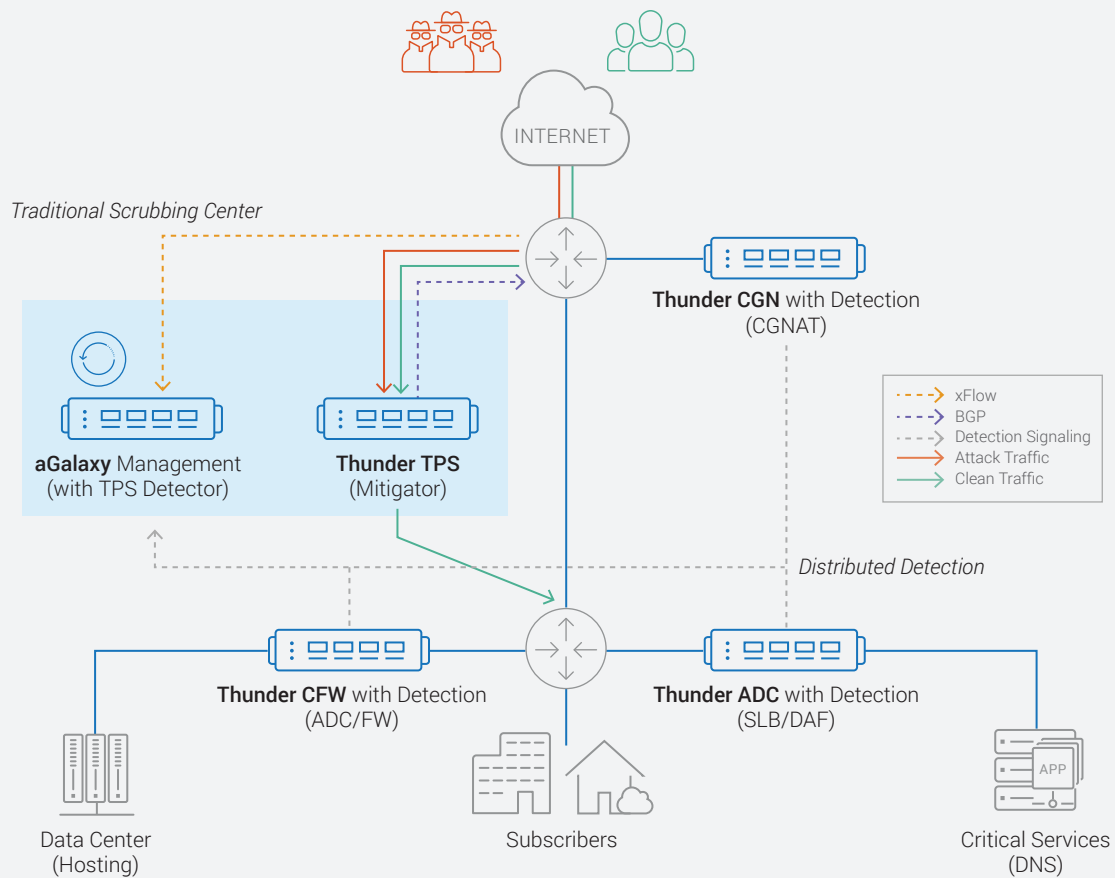 INTERNET
Traditional Scrubbing Center
Thunder CGN with Detection
(CGNAT)
aGalaxy Management
(with TPS Detector)
Thunder TPS
(Mitigator)
xFlow
BGP
Detection Signaling
Attack Traffic
Clean Traffic
Distributed Detection
Thunder CFW with Detection
(ADC/FW)
Thunder ADC with Detection
(SLB/DAF)
APP
Data Center
(Hosting)
Subscribers
Critical Services
(DNS)